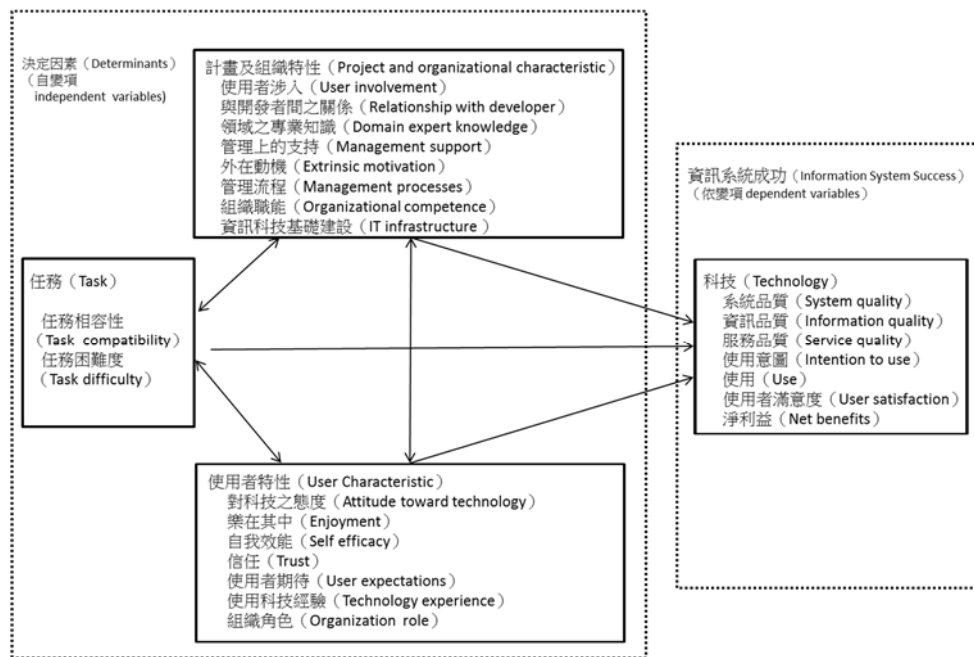 決定因素（Determinants）
（自變項
independent variables)
計畫及組織特性（Project and organizational characteristic）
使用者涉入（User involvement）
與開發者間之關係（Relationship with developer）
領域之專業知識（Domain expert knowledge）
管理上的支持（Management support）
外在動機（Extrinsic motivation）
管理流程（Management processes）
組織職能（Organizational competence）
資訊科技基礎建設（IT infrastructure）
任務（Task）
任務相容性
（Task compatibility）
任務困難度
（Task difficulty）
使用者特性（User Characteristic）
對科技之態度（Attitude toward technology）
樂在其中（Enjoyment）
自我效能（Self efficacy）
信任（Trust）
使用者期待（User expectations）
使用科技經驗（Technology experience）
組織角色（Organization role）
資訊系統成功（Information System Success）
（依變項 dependent variables）
科技（Technology）
系統品質（System quality）
資訊品質（Information quality）
服務品質（Service quality）
使用意圖（Intention to use）
使用（Use）
使用者滿意度（User satisfaction）
淨利益（Net benefits）